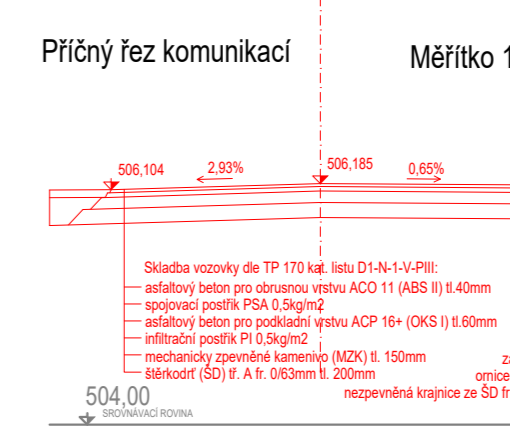 Příčný řez komunikací
Měřítko 1
506,104
2,93%
506,185
0,65%
Skladba vozovky dle TP 170 kat. listu D1-N-1-V-PIII:
asfaltový beton pro obrusnou vrstvu ACO 11 (ABS II) tl.40mm
spojovací postřik PSA 0,5kg/m2
asfaltový beton pro podkladní vrstvu ACP 16+ (OKS I) tl.60mm
infiltrační postřik PI 0,5kg/m2
mechanicky zpevněné kamenivo (MZK) tl. 150mm
štěrkodrť (ŠD) tř. A fr. 0/63mm tl. 200mm
za
ornice
nezpevněná krajnice ze ŠD fr
504,00
SROVNÁVACÍ ROVINA